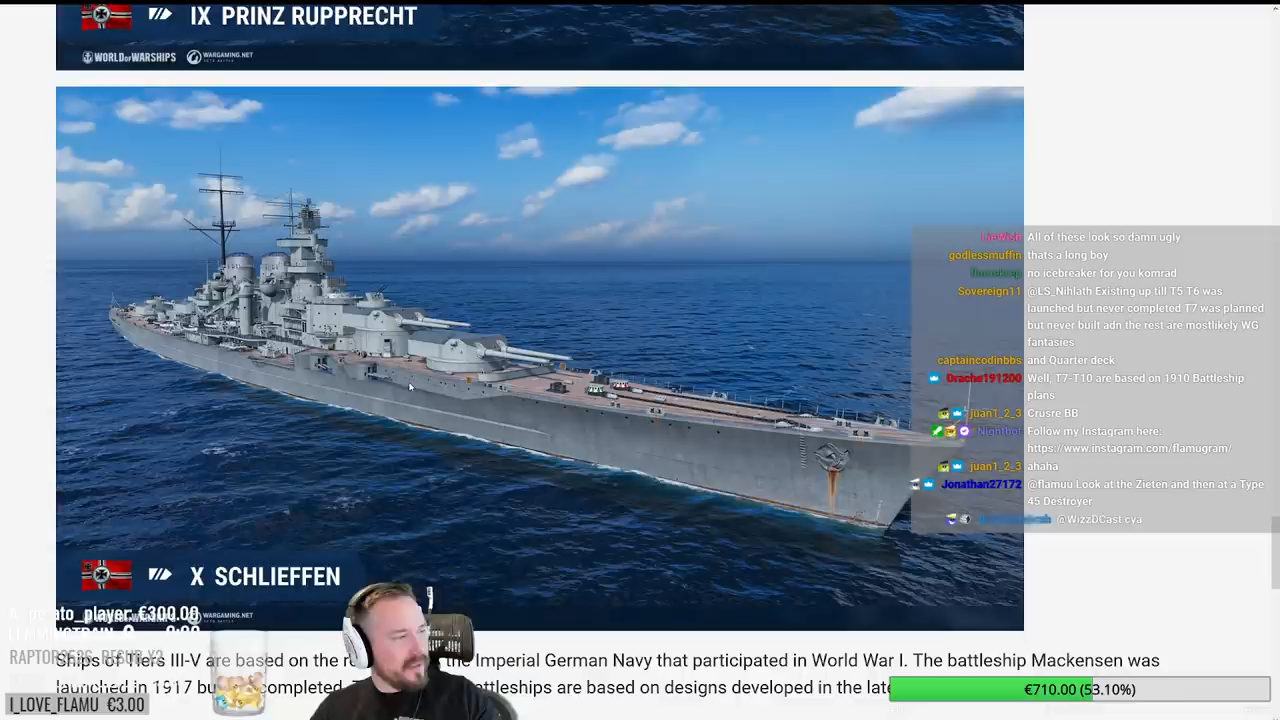 IX PRINZ RUPPRECHT
WORLD OF WARSHIPS WARGAMING.NET
All of these look so damn ugly
godlessmuffin thats a long boy
no icebreaker for you komrad
Sovereign11 @LS_Nihlath Existing up till T5 T6 was
launched but never completed T7 was planned
but never built adn the rest are mostlikely WG
fantasies
captaincodinbbs and Quarter deck
Drache191200 Well, T7-T10 are based on 1910 Battleship
plans
juan1_2_3 Crusre BB
Nightbot Follow my Instagram here:
https://www.instagram.com/flamugram/
juan1_2_3 ahaha
Jonathan27172 @flamuu Look at the Zieten and then at a Type
45 Destroyer
@WizzDCast cya
X SCHLIEFFEN
€300.00
WARGAMING.NET
Ships of Tiers III-V are based on the the Imperial German Navy that participated in World War I. The battleship Mackensen was
launched in 1917 completed. battleships are based on designs developed in the
€710.00 (53.10%)
I_LOVE_FLAMU €3.00